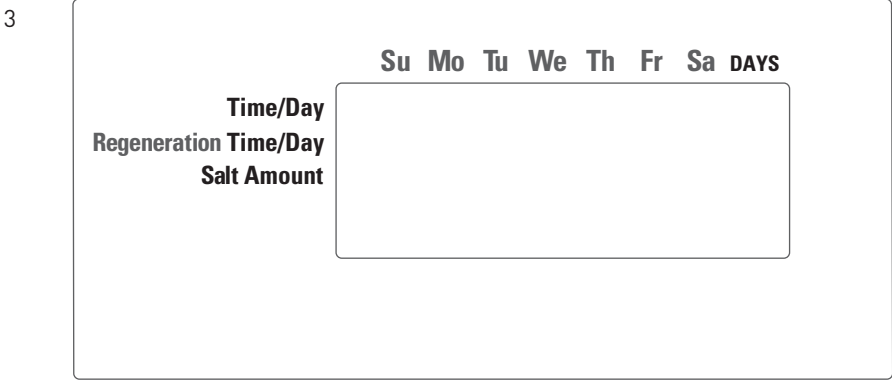 3
Su Mo Tu We Th Fr Sa DAYS
Time/Day
Regeneration Time/Day
Salt Amount